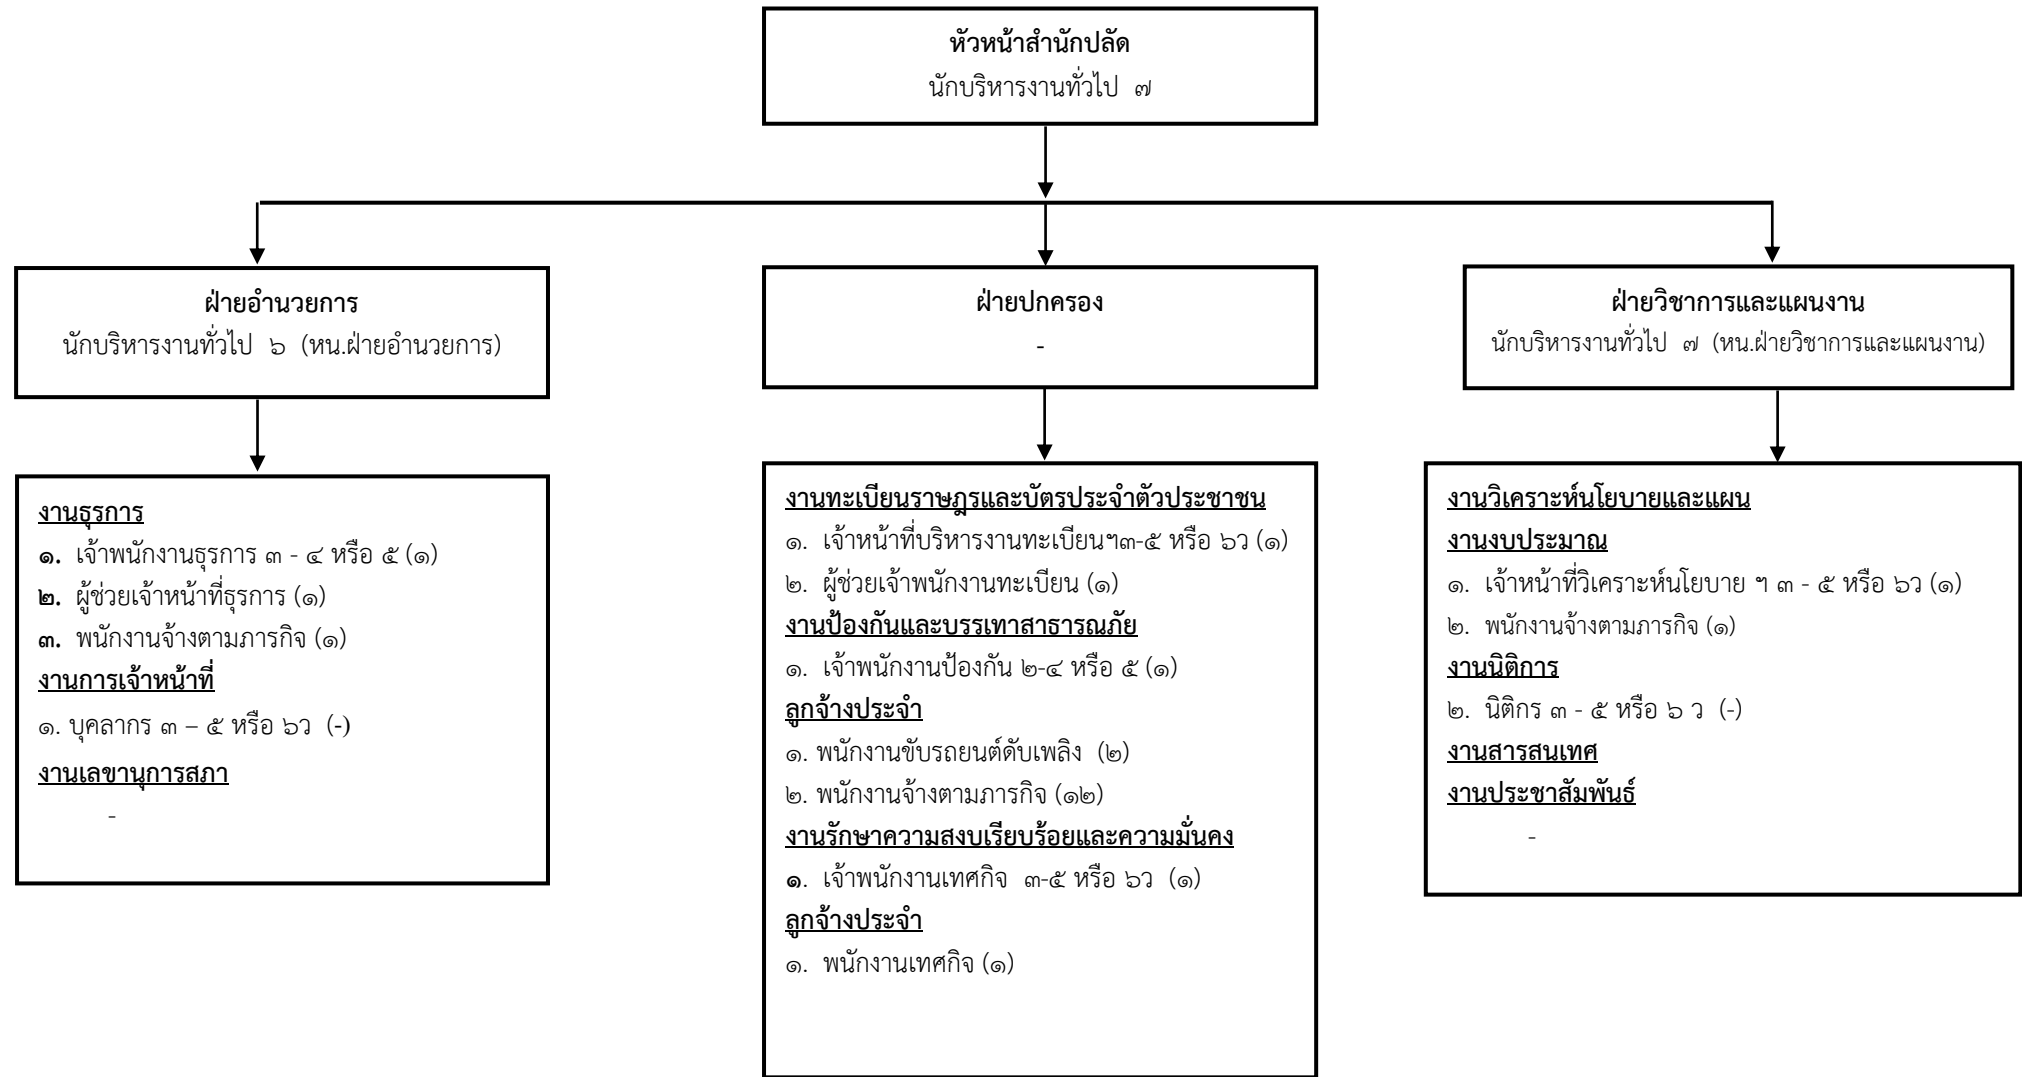 หัวหน้าสำนักปลัด
นักบริหารงานทั่วไป ๗
ฝ่ายอำนวยการ
นักบริหารงานทั่วไป ๖ (หน.ฝ่ายอำนวยการ)
ฝ่ายปกครอง
-
ฝ่ายวิชาการและแผนงาน
นักบริหารงานทั่วไป ๗ (หน.ฝ่ายวิชาการและแผนงาน)
งานธุรการ
๑. เจ้าพนักงานธุรการ ๓ - ๔ หรือ ๕ (๑)
๒. ผู้ช่วยเจ้าหน้าที่ธุรการ (๑)
๓. พนักงานจ้างตามภารกิจ (๑)
งานการเจ้าหน้าที่
๑. บุคลากร ๓ – ๕ หรือ ๖ว (-)
งานเลขานุการสภา
-
งานทะเบียนราษฎรและบัตรประจำตัวประชาชน
๑. เจ้าหน้าที่บริหารงานทะเบียนฯ๓-๕ หรือ ๖ว (๑)
๒. ผู้ช่วยเจ้าพนักงานทะเบียน (๑)
งานป้องกันและบรรเทาสาธารณภัย
๑. เจ้าพนักงานป้องกัน ๒-๔ หรือ ๕ (๑)
ลูกจ้างประจำ
๑. พนักงานขับรถยนต์ดับเพลิง (๒)
๒. พนักงานจ้างตามภารกิจ (๑๒)
งานรักษาความสงบเรียบร้อยและความมั่นคง
๑. เจ้าพนักงานเทศกิจ ๓-๕ หรือ ๖ว (๑)
ลูกจ้างประจำ
๑. พนักงานเทศกิจ (๑)
งานวิเคราะห์นโยบายและแผน
งานงบประมาณ
๑. เจ้าหน้าที่วิเคราะห์นโยบาย ฯ ๓ - ๕ หรือ ๖ว (๑)
๒. พนักงานจ้างตามภารกิจ (๑)
งานนิติการ
๒. นิติกร ๓ - ๕ หรือ ๖ ว (-)
งานสารสนเทศ
งานประชาสัมพันธ์
-